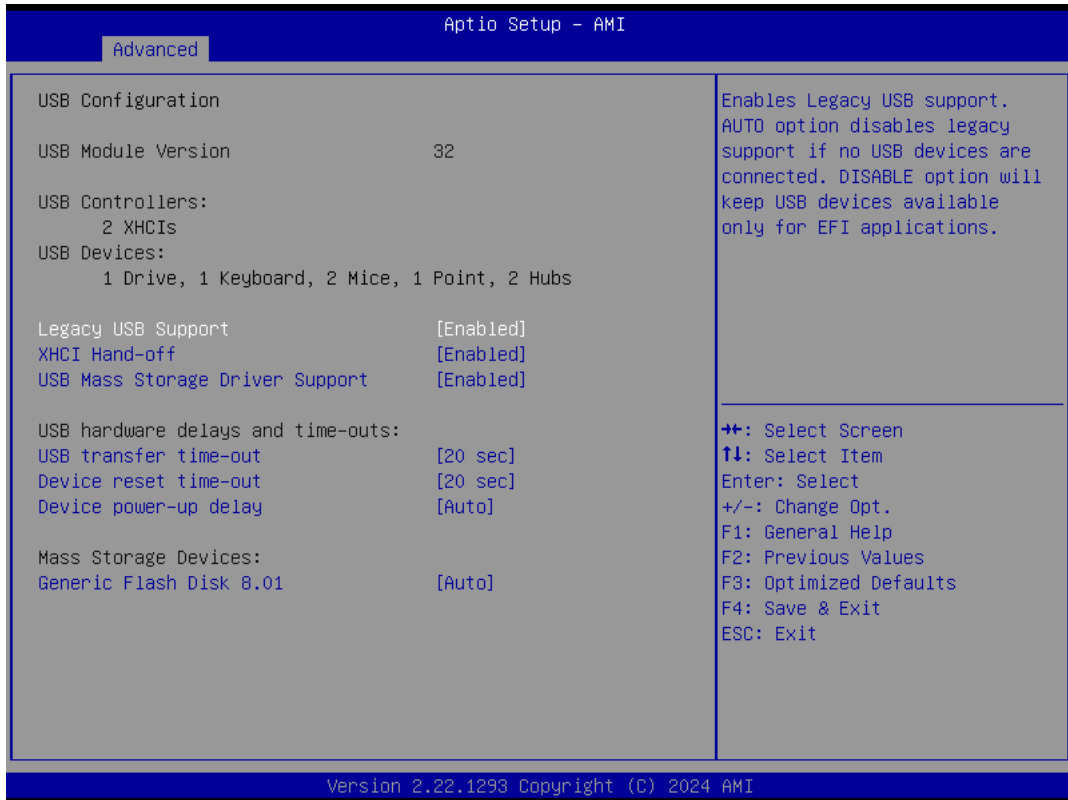 Aptio Setup – AMI
Advanced
USB Configuration
USB Module Version 32
USB Controllers:
2 XHCIs
USB Devices:
1 Drive, 1 Keyboard, 2 Mice, 1 Point, 2 Hubs
Legacy USB Support [Enabled]
XHCI Hand-off [Enabled]
USB Mass Storage Driver Support [Enabled]
USB hardware delays and time-outs:
USB transfer time-out [20 sec]
Device reset time-out [20 sec]
Device power-up delay [Auto]
Mass Storage Devices:
Generic Flash Disk 8.01 [Auto]
Enables Legacy USB support.
AUTO option disables legacy
support if no USB devices are
connected. DISABLE option will
keep USB devices available
only for EFI applications.
→←: Select Screen
↑↓: Select Item
Enter: Select
+/-: Change Opt.
F1: General Help
F2: Previous Values
F3: Optimized Defaults
F4: Save & Exit
ESC: Exit
Version 2.22.1293 Copyright (C) 2024 AMI